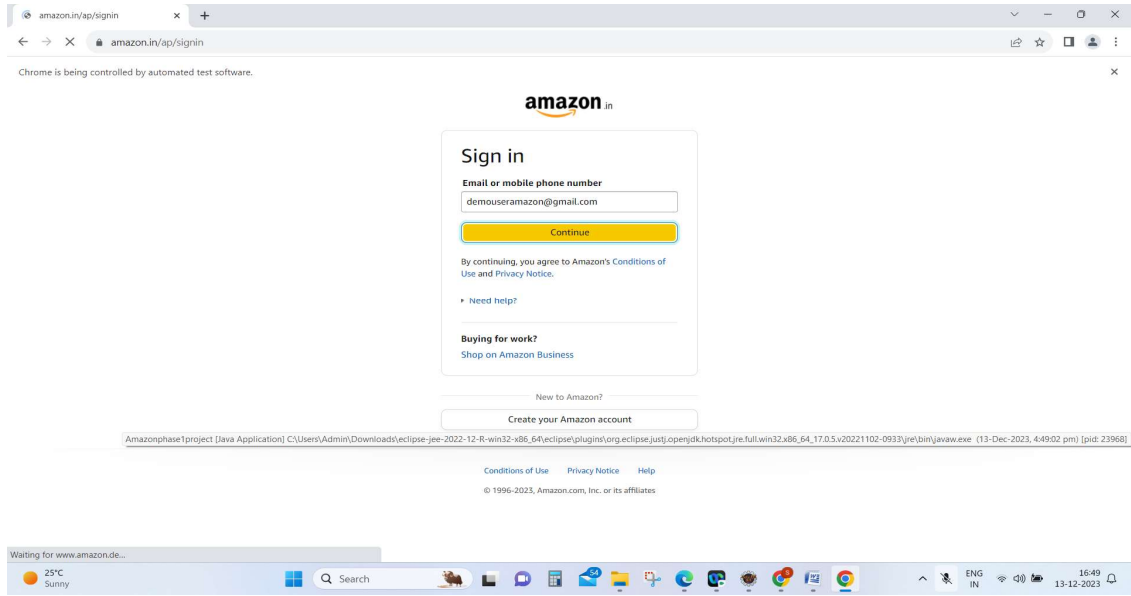 amazon.in/ap/signin
amazon.in/ap/signin
Chrome is being controlled by automated test software.
amazon.in
Sign in
Email or mobile phone number
demouseramazon@gmail.com
Continue
By continuing, you agree to Amazon's Conditions of
Use and Privacy Notice.
Need help?
Buying for work?
Shop on Amazon Business
New to Amazon?
Create your Amazon account
Amazonphase1project [Java Application] C:\Users\Admin\Downloads\eclipse-jee-2022-12-R-win32-x86_64\eclipse\plugins\org.eclipse.justj.openjdk.hotspot.jre.full.win32.x86_64_17.0.5.v20221102-0933\jre\bin\javaw.exe (13-Dec-2023, 4:49:02 pm) [pid: 23968]
Conditions of Use Privacy Notice Help
© 1996-2023, Amazon.com, Inc. or its affiliates
Waiting for www.amazon.de...
25°C
Sunny
Search
54
99
8
ENG
IN
16:49
13-12-2023